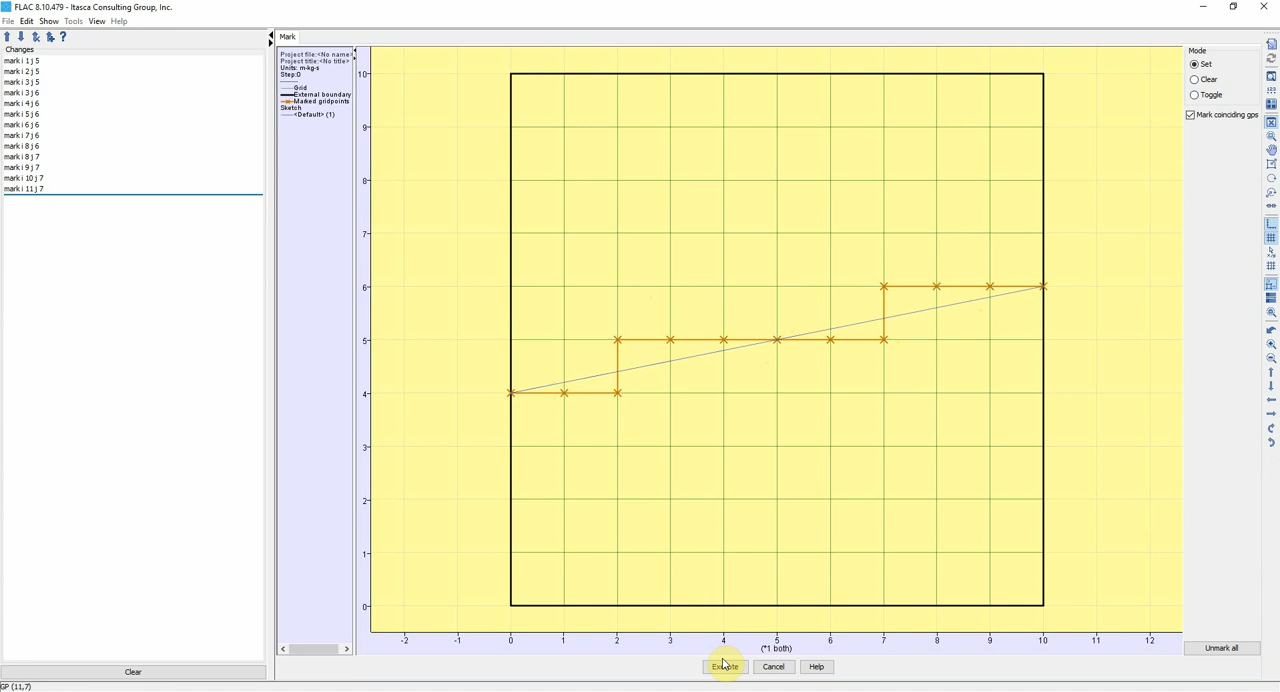 FLAC 8.10.479 - Itasca Consulting Group, Inc.
File Edit Show Tools View Help
Changes
mark i 1 j 5
mark i 2 j 5
mark i 3 j 5
mark i 3 j 6
mark i 4 j 6
mark i 5 j 6
mark i 6 j 6
mark i 7 j 6
mark i 8 j 6
mark i 8 j 7
mark i 9 j 7
mark i 10 j 7
mark i 11 j 7
Clear
GP (11,7)
Mark
Project file:<No name>
Project title:<No title>
Units: m-kg-s
Step:0
Grid
External boundary
Marked gridpoints
Sketch
<Default> (1)
10
9
8
7
6
5
4
3
2
1
0
-2 -1 0 1 2 3 4 5 6 7 8 9 10 11 12
(*1 both)
Execute Cancel Help
Mode
Set
Clear
Toggle
Mark coinciding gps
Unmark all
123